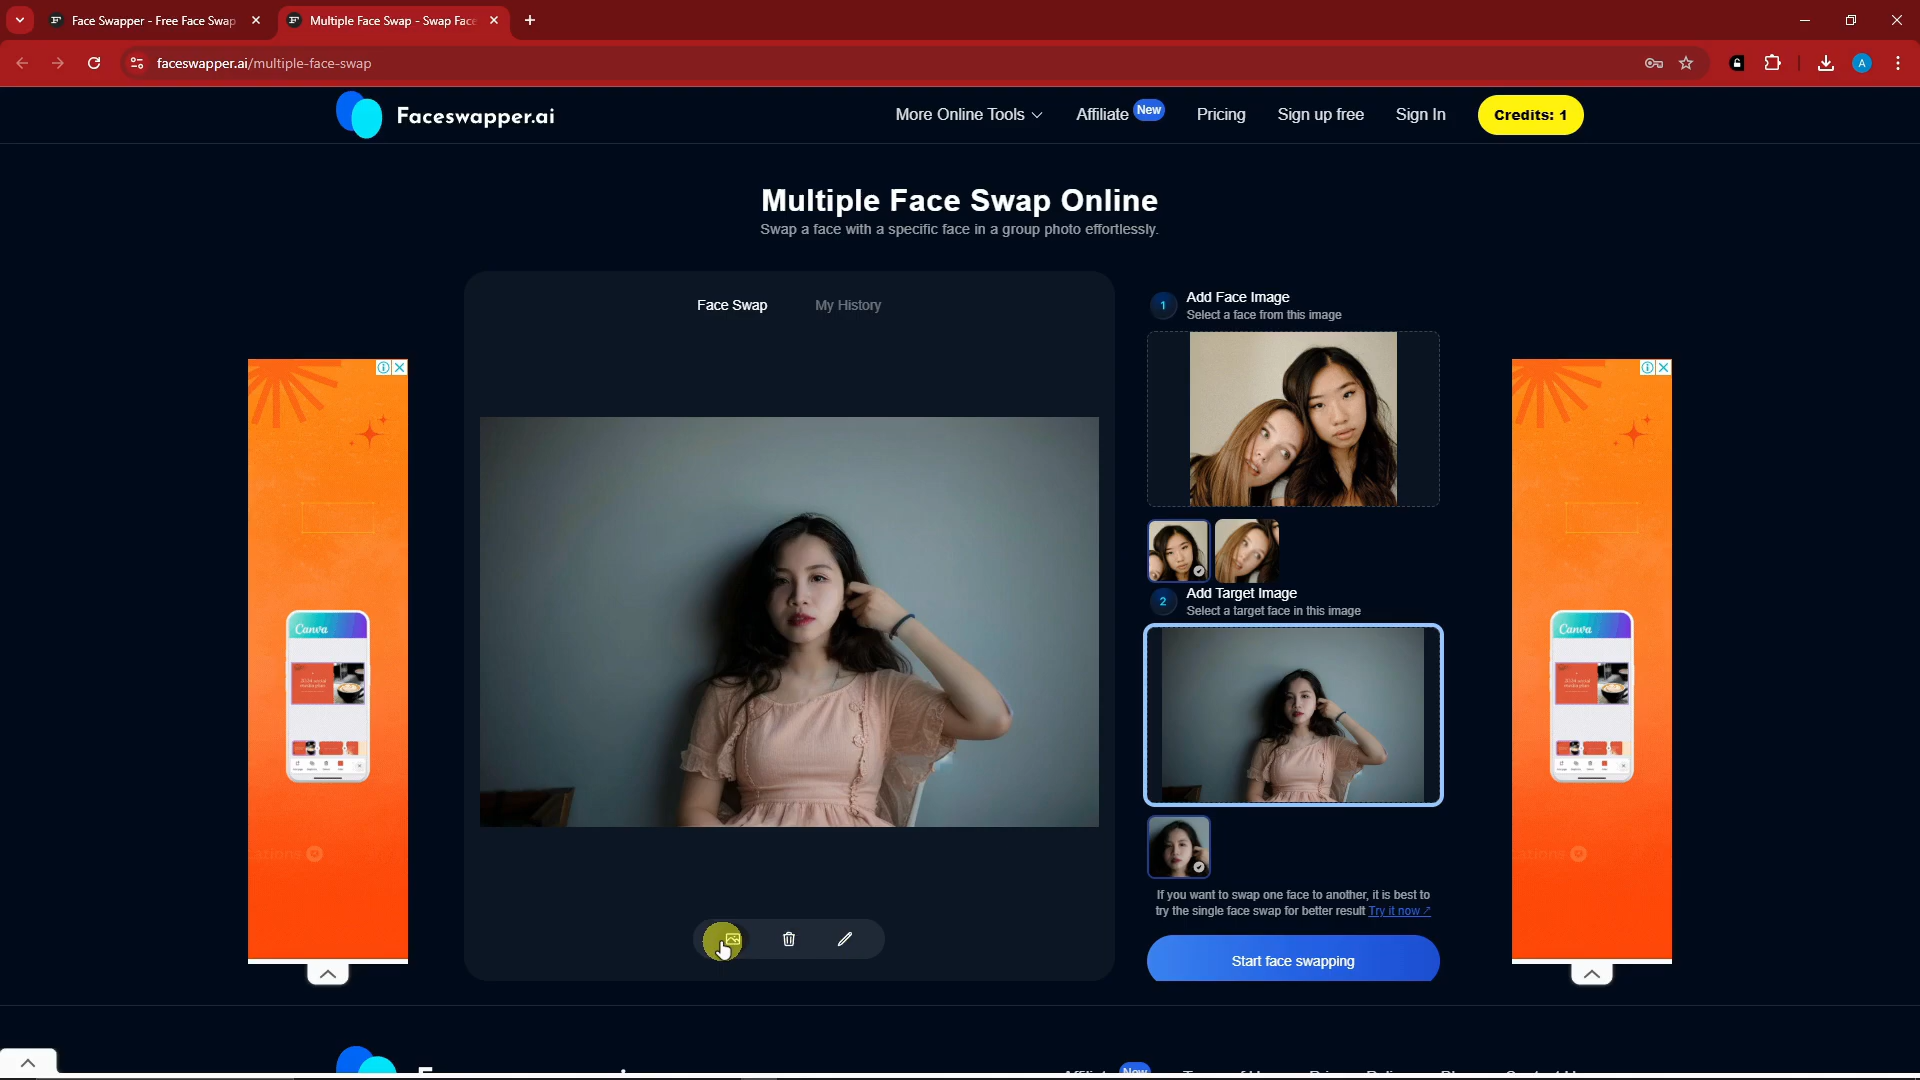 Face Swapper - Free Face Swap
Multiple Face Swap - Swap Face
faceswapper.ai/multiple-face-swap
A
Faceswapper.ai
More Online Tools
Affiliate New
Pricing
Sign up free
Sign In
Credits: 1
Multiple Face Swap Online
Swap a face with a specific face in a group photo effortlessly.
Face Swap
My History
1
Add Face Image
Select a face from this image
2
Add Target Image
Select a target face in this image
If you want to swap one face to another, it is best to
try the single face swap for better result Try it now
Start face swapping
Canva
Canva
New